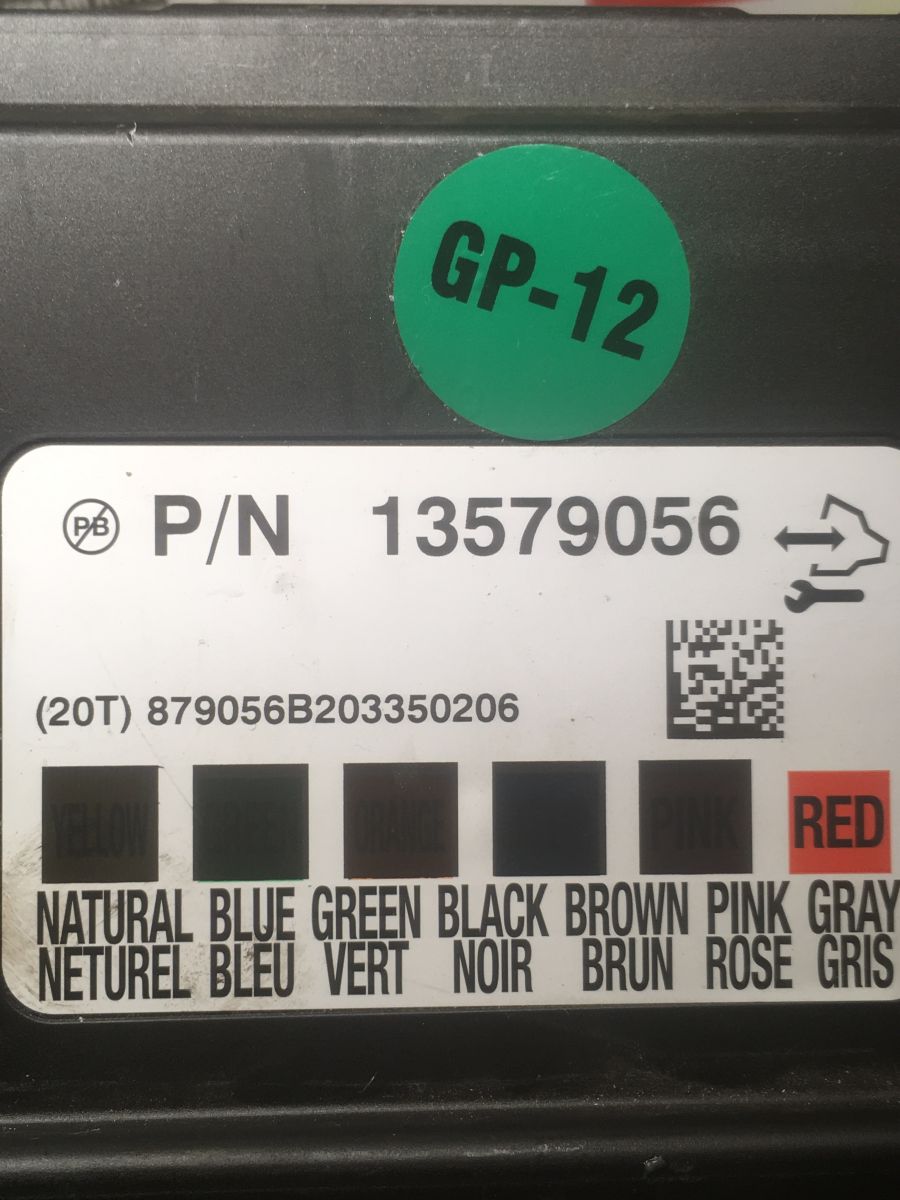 GP-12
PB P/N 13579056
(20T) 879056B203350206
YELLOW ORANGE PINK RED
NATURAL BLUE GREEN BLACK BROWN PINK GRAY
NETUREL BLEU VERT NOIR BRUN ROSE GRIS